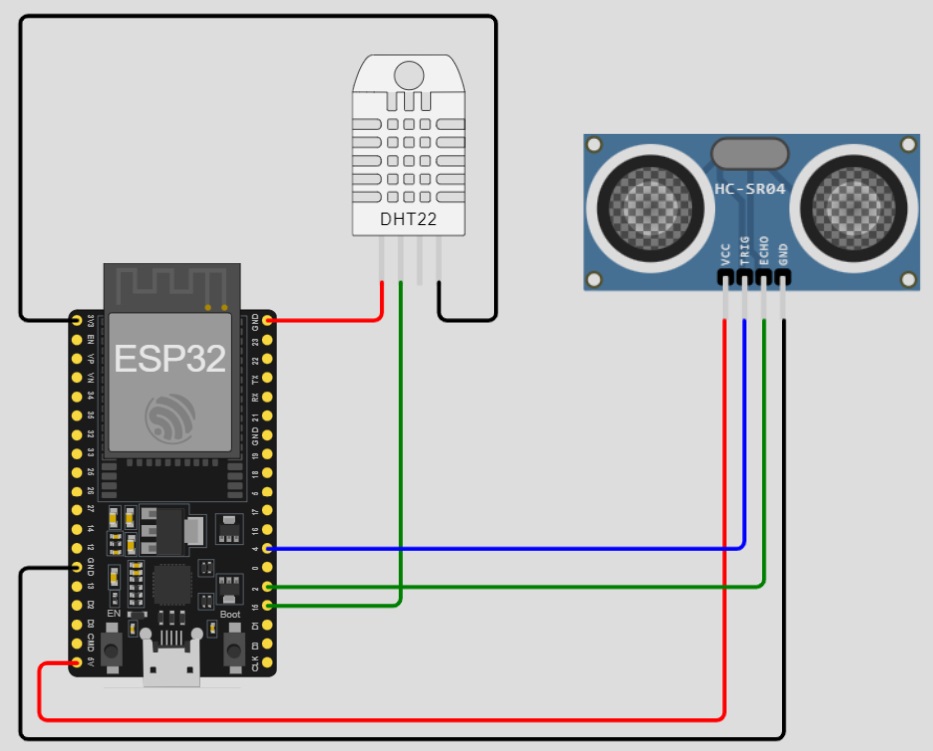 DHT22
HC-SR04
VCC
TRIG
ECHO
GND
ESP32
3V3
EN
VP
VN
34
35
32
33
25
26
27
14
12
GND
13
D2
D3
CMD
5V
GND
23
22
TX
RX
21
GND
19
18
5
17
16
4
0
2
15
D1
D0
CLK
EN
Boot